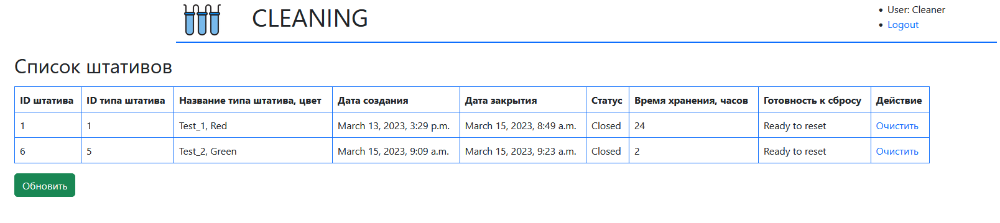 CLEANING
User: Cleaner
Logout
Список штативов
ID штатива ID типа штатива Название типа штатива, цвет Дата создания Дата закрытия Статус Время хранения, часов Готовность к сбросу Действие
1 1 Test_1, Red March 13, 2023, 3:29 p.m. March 15, 2023, 8:49 a.m. Closed 24 Ready to reset Очистить
6 5 Test_2, Green March 15, 2023, 9:09 a.m. March 15, 2023, 9:23 a.m. Closed 2 Ready to reset Очистить
Обновить